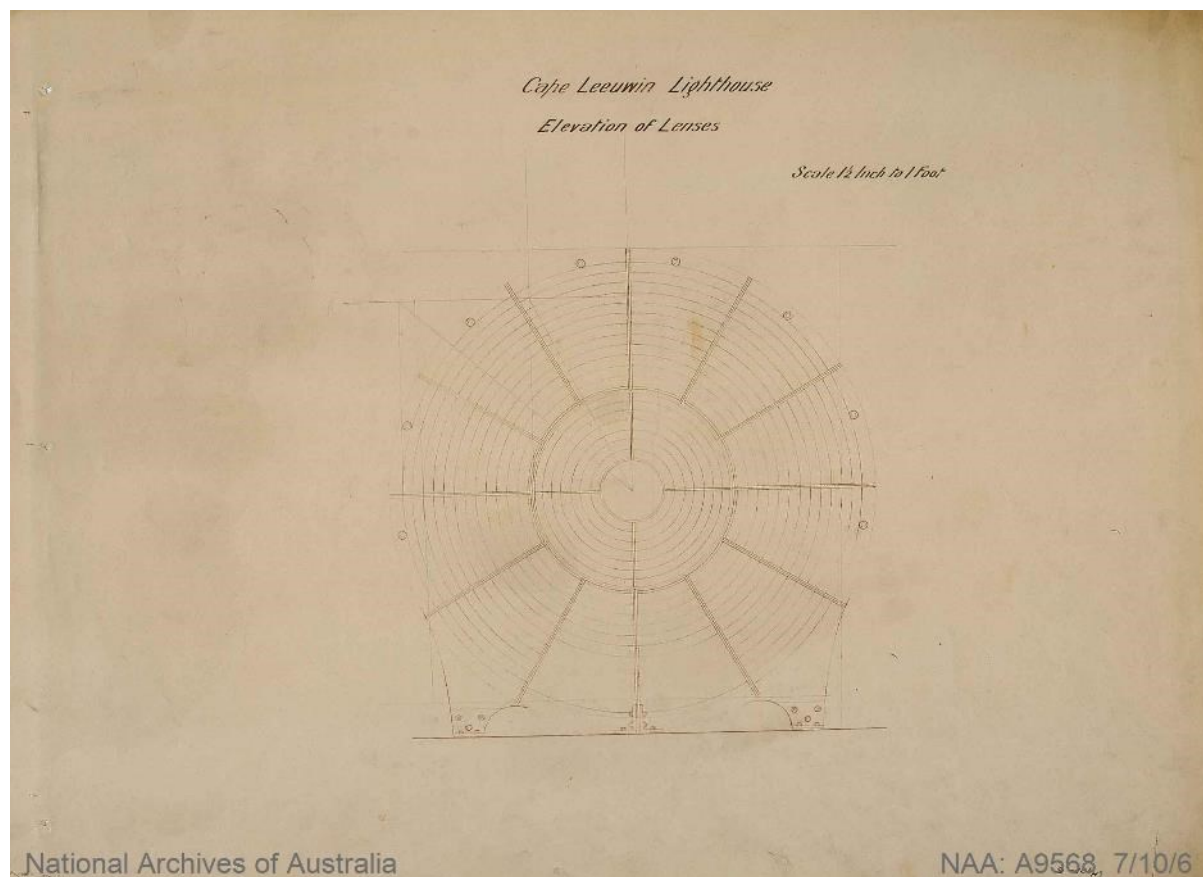 Cape Leeuwin Lighthouse
Elevation of Lenses
Scale 1½ Inch to 1 Foot
National Archives of Australia
NAA: A9568, 7/10/6